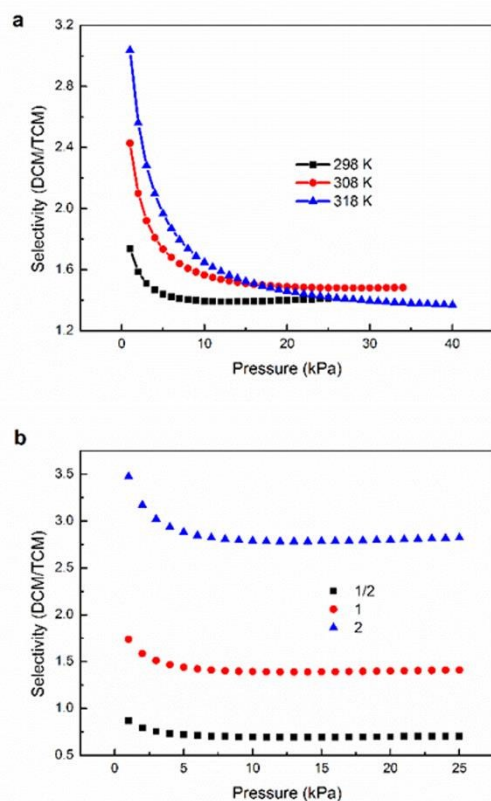 a
3.2
2.8
2.4
2.0
1.6
1.2
Selectivity (DCM/TCM)
298 K
308 K
318 K
0 10 20 30 40
Pressure (kPa)
b
3.5
3.0
2.5
2.0
1.5
1.0
0.5
Selectivity (DCM/TCM)
1/2
1
2
0 5 10 15 20 25
Pressure (kPa)